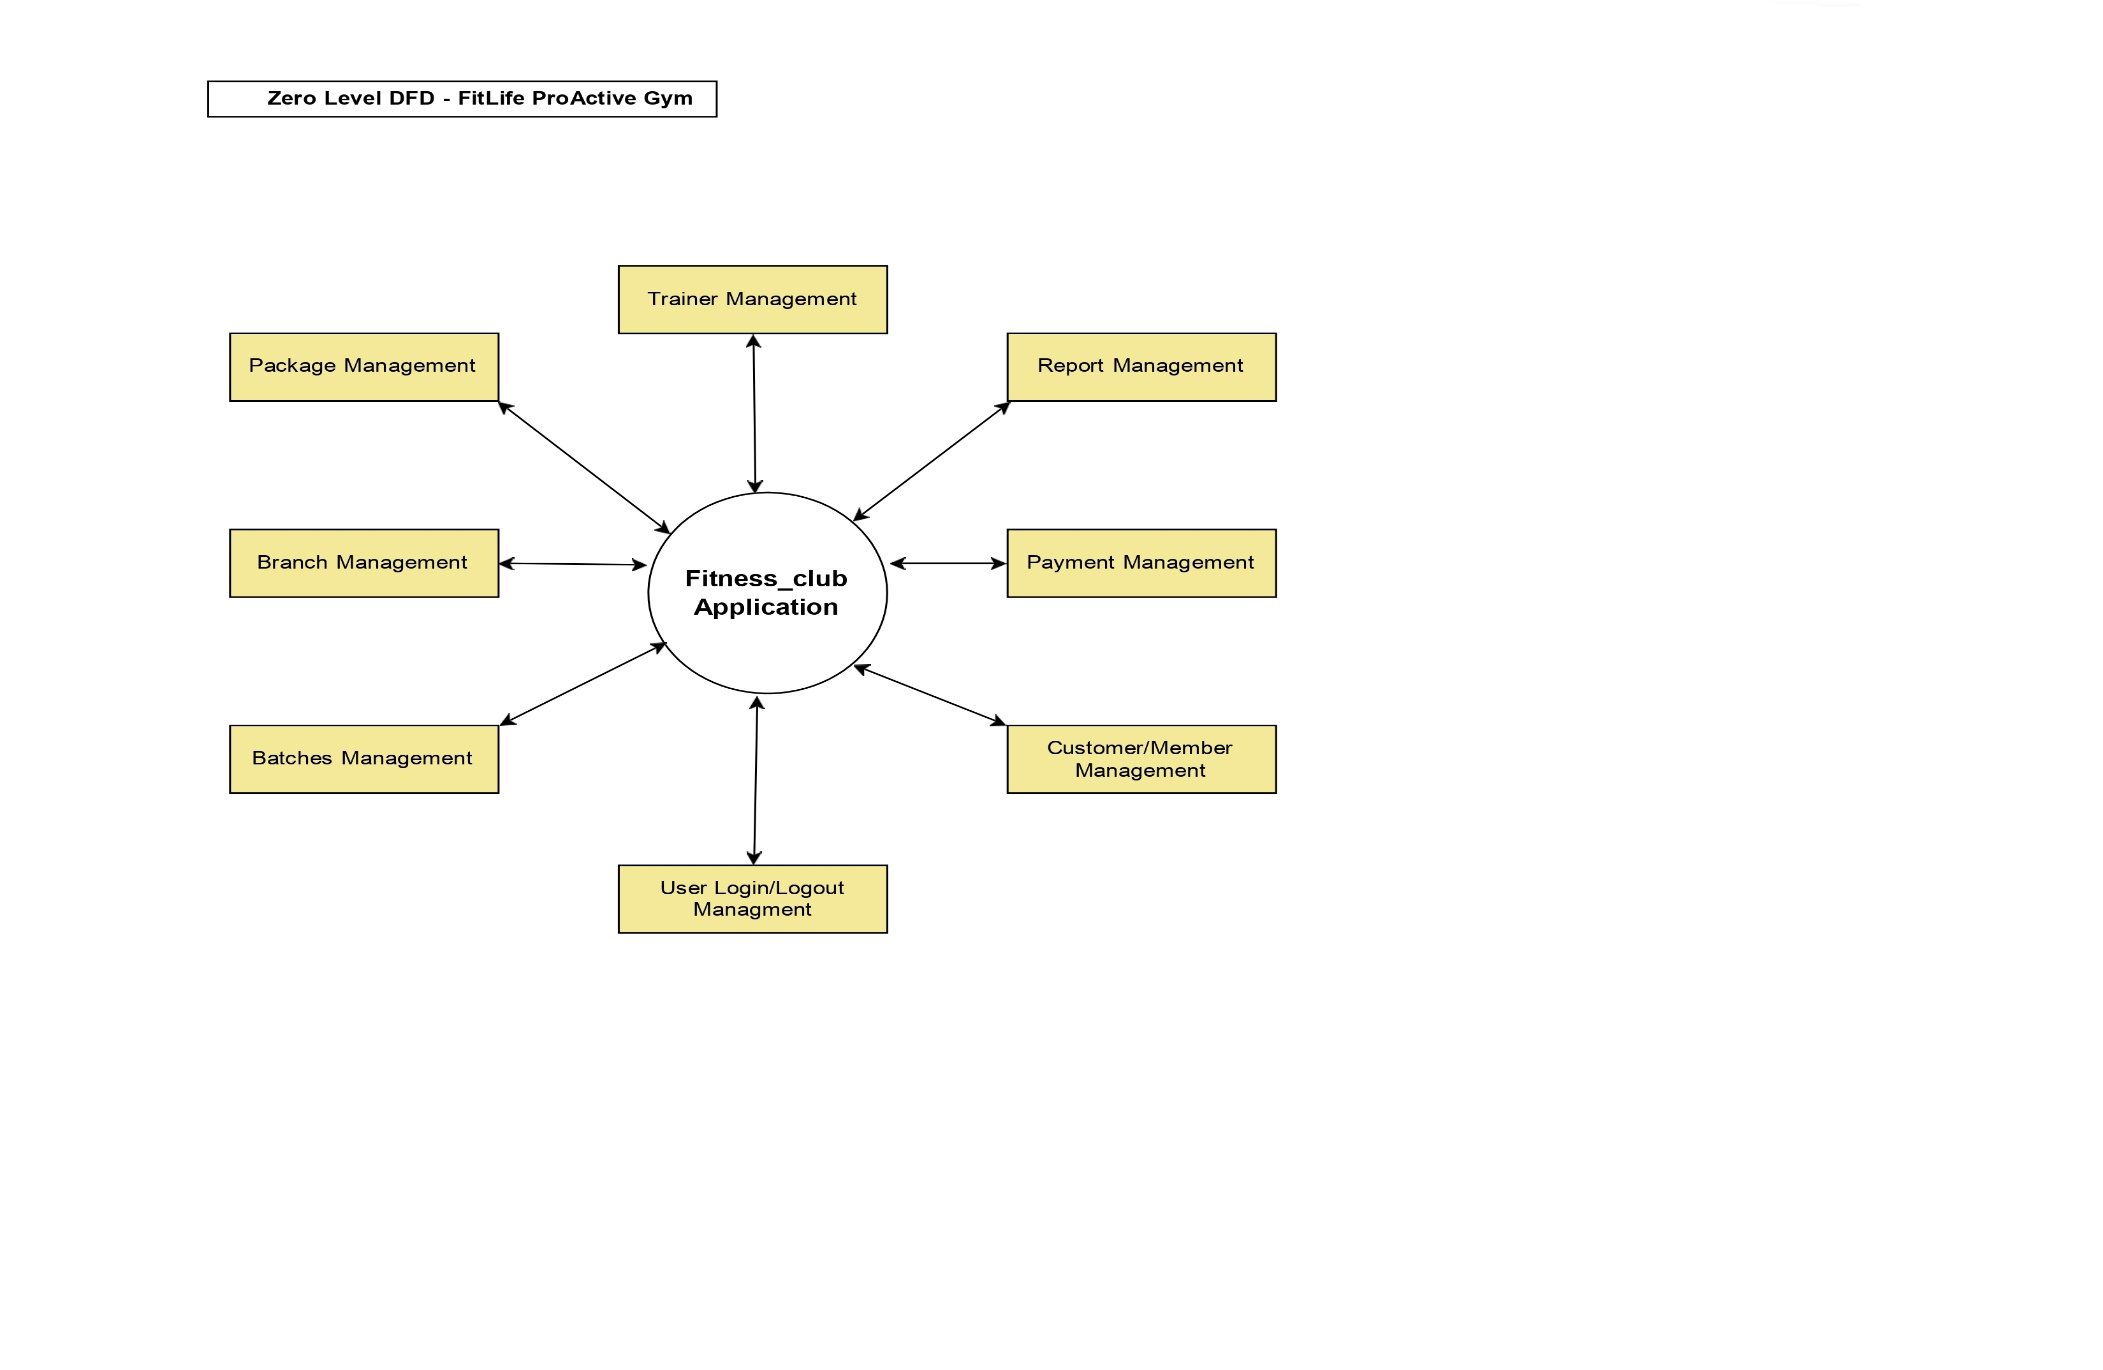 Zero Level DFD - FitLife ProActive Gym
Trainer Management
Package Management
Report Management
Branch Management
Fitness_club
Application
Payment Management
Batches Management
Customer/Member
Management
User Login/Logout
Managment